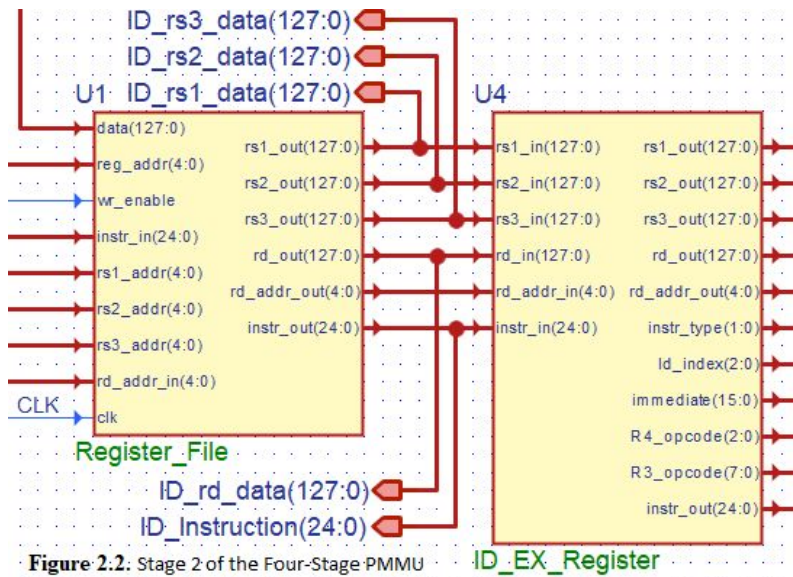 ID_rs3_data(127:0)
ID_rs2_data(127:0)
U1 ID_rs1_data(127:0)
U4
data(127:0)
reg_addr(4:0)
wr_enable
instr_in(24:0)
rs1_addr(4:0)
rs2_addr(4:0)
rs3_addr(4:0)
rd_addr_in(4:0)
CLK
clk
rs1_out(127:0)
rs2_out(127:0)
rs3_out(127:0)
rd_out(127:0)
rd_addr_out(4:0)
instr_out(24:0)
Register_File
rs1_in(127:0)
rs2_in(127:0)
rs3_in(127:0)
rd_in(127:0)
rd_addr_in(4:0)
instr_in(24:0)
rs1_out(127:0)
rs2_out(127:0)
rs3_out(127:0)
rd_out(127:0)
rd_addr_out(4:0)
instr_type(1:0)
ld_index(2:0)
immediate(15:0)
R4_opcode(2:0)
R3_opcode(7:0)
instr_out(24:0)
ID_EX_Register
ID_rd_data(127:0)
ID_Instruction(24:0)
Figure 2.2. Stage 2 of the Four-Stage PMMU